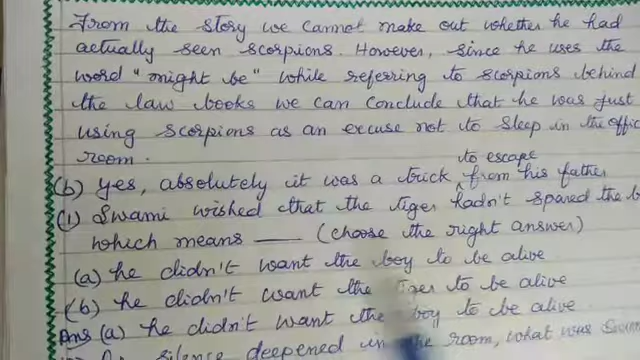 From the story we cannot make out whether he had
actually seen scorpions. However, since he uses the
word "might be" while referring to scorpions behind
the law books we can conclude that he was just
using scorpions as an excuse not to sleep in the offic
room.
to escape
(b) yes, absolutely it was a trick ^ from his father
(1) Swami wished that the tiger hadn't spared the b
which means ___ (choose the right answer)
(a) he didn't want the boy to be alive
(b) he didn't want the tiger to be alive
Ans (a) he didn't want the boy to be alive
silence deepened in the room, what was Swam